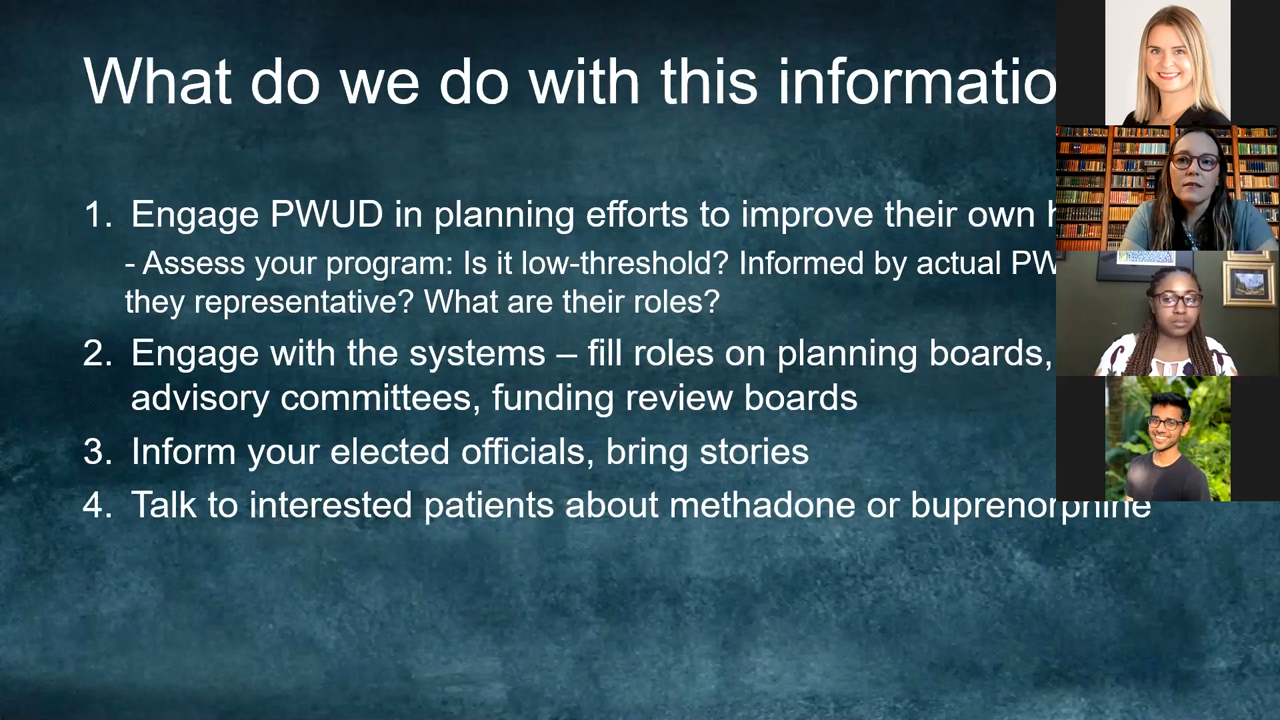 What do we do with this informatio
1. Engage PWUD in planning efforts to improve their own
- Assess your program: Is it low-threshold? Informed by actual PW
they representative? What are their roles?
2. Engage with the systems – fill roles on planning boards,
advisory committees, funding review boards
3. Inform your elected officials, bring stories
4. Talk to interested patients about methadone or buprenorphine